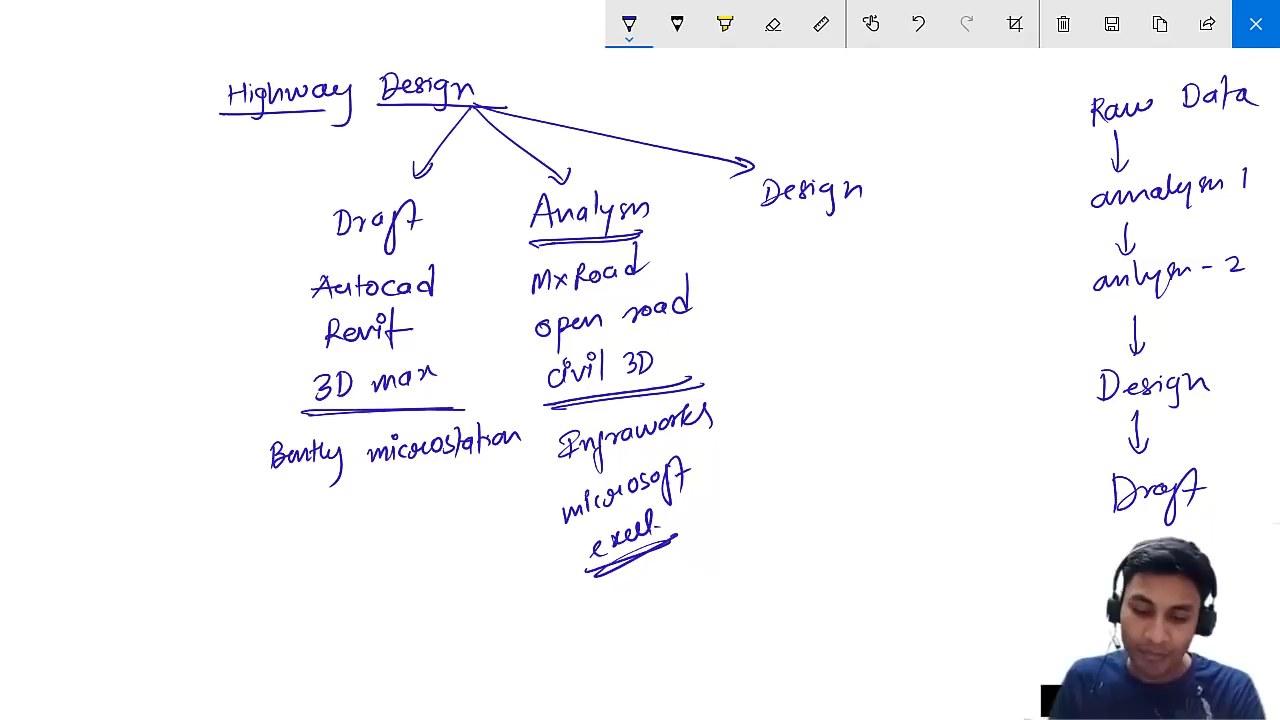 Highway Design
Draft
Autocad
Revit
3D max
Bently microstation
Analysis
MxRoad
open road
civil 3D
Infraworks
microsoft
excel
Design
Raw Data
analysis 1
anlysis - 2
Design
Draft